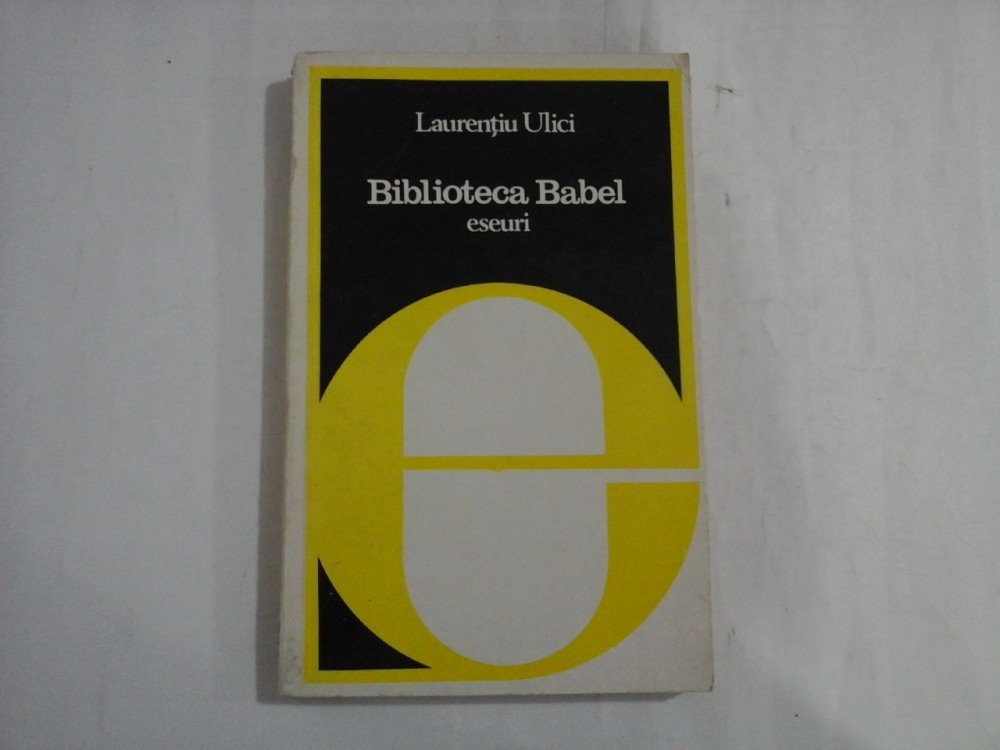 Laurențiu Ulici
Biblioteca Babel
eseuri
e